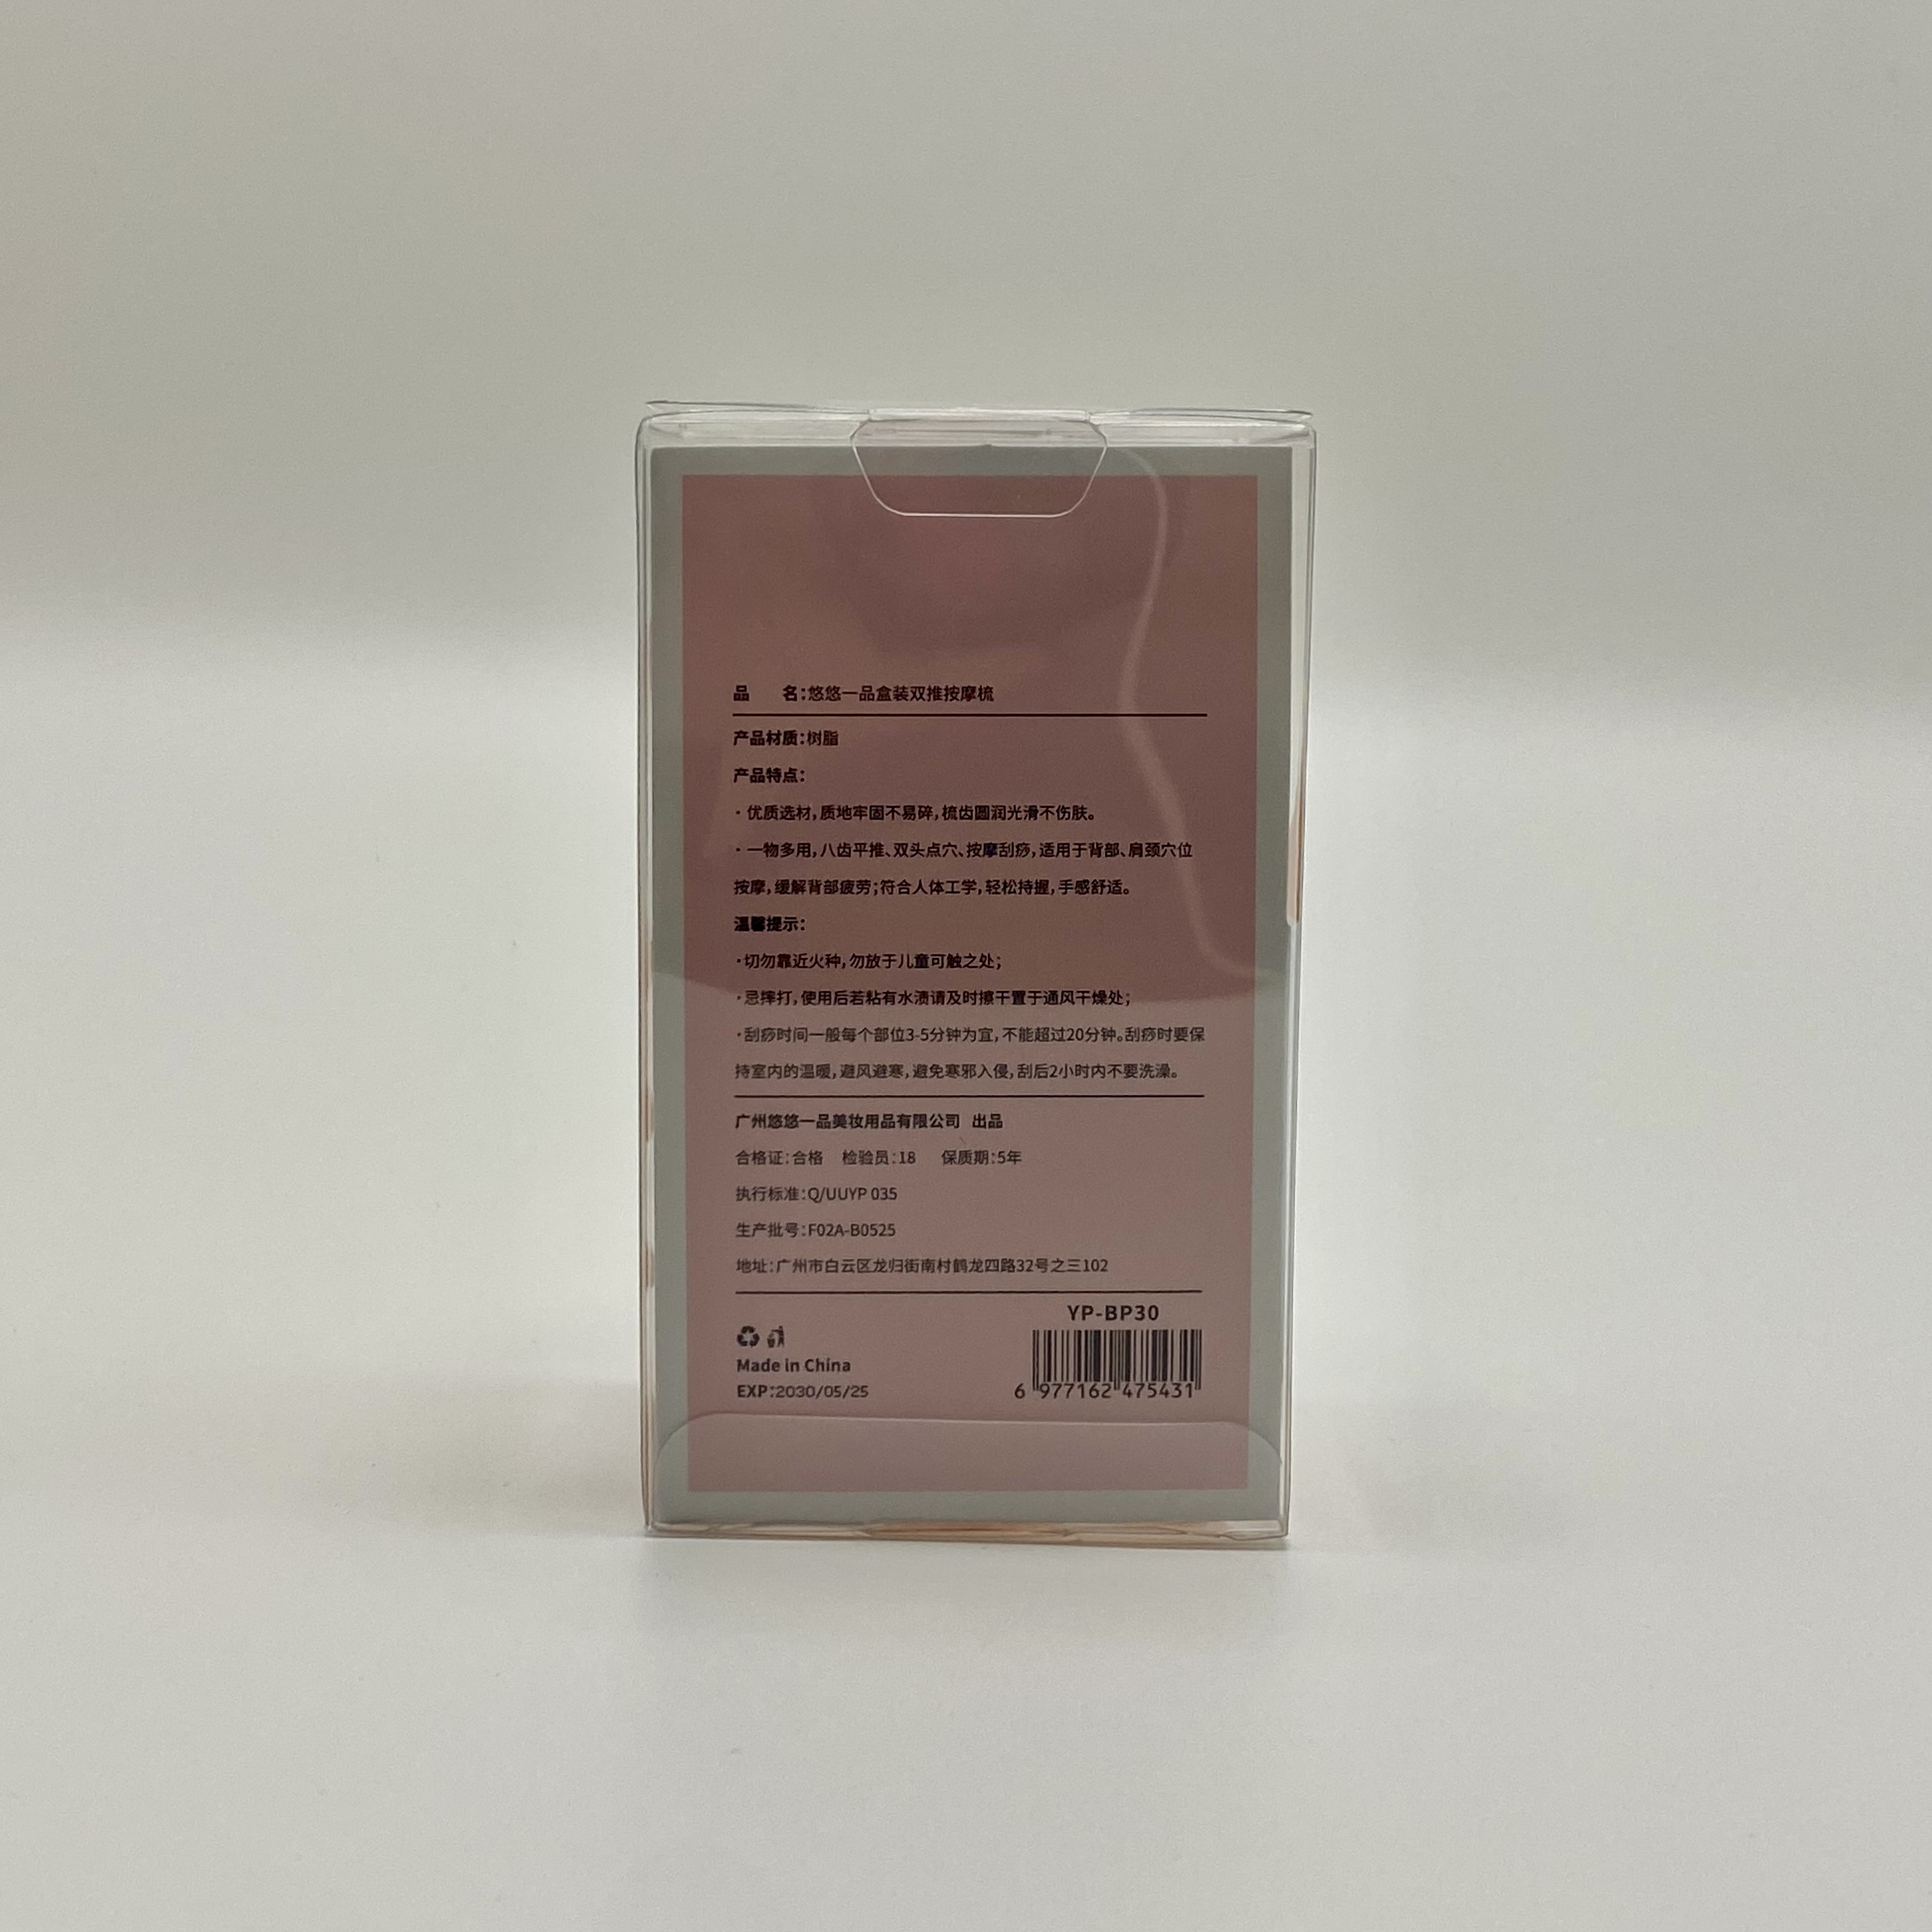 品　　名：悠悠一品盒装双推按摩梳
产品材质：树脂
产品特点：
· 优质选材，质地牢固不易碎，梳齿圆润光滑不伤肤。
· 一物多用，八齿平推、双头点穴、按摩刮痧，适用于背部、肩颈穴位
按摩，缓解背部疲劳；符合人体工学，轻松持握，手感舒适。
温馨提示：
·切勿靠近火种，勿放于儿童可触之处；
·忌摔打，使用后若粘有水渍请及时擦干置于通风干燥处；
·刮痧时间一般每个部位3-5分钟为宜，不能超过20分钟。刮痧时要保
持室内的温暖，避风避寒，避免寒邪入侵，刮后2小时内不要洗澡。
广州悠悠一品美妆用品有限公司 出品
合格证：合格 检验员：18 保质期：5年
执行标准：Q/UUYP 035
生产批号：F02A-B0525
地址：广州市白云区龙归街南村鹤龙四路32号之三102
YP-BP30
Made in China
EXP：2030/05/25
6 977162 475431